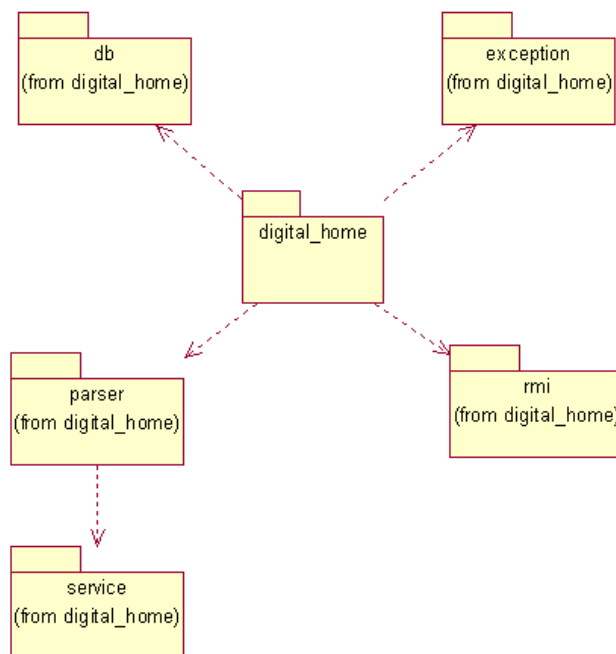 db
(from digital_home)
exception
(from digital_home)
digital_home
parser
(from digital_home)
rmi
(from digital_home)
service
(from digital_home)